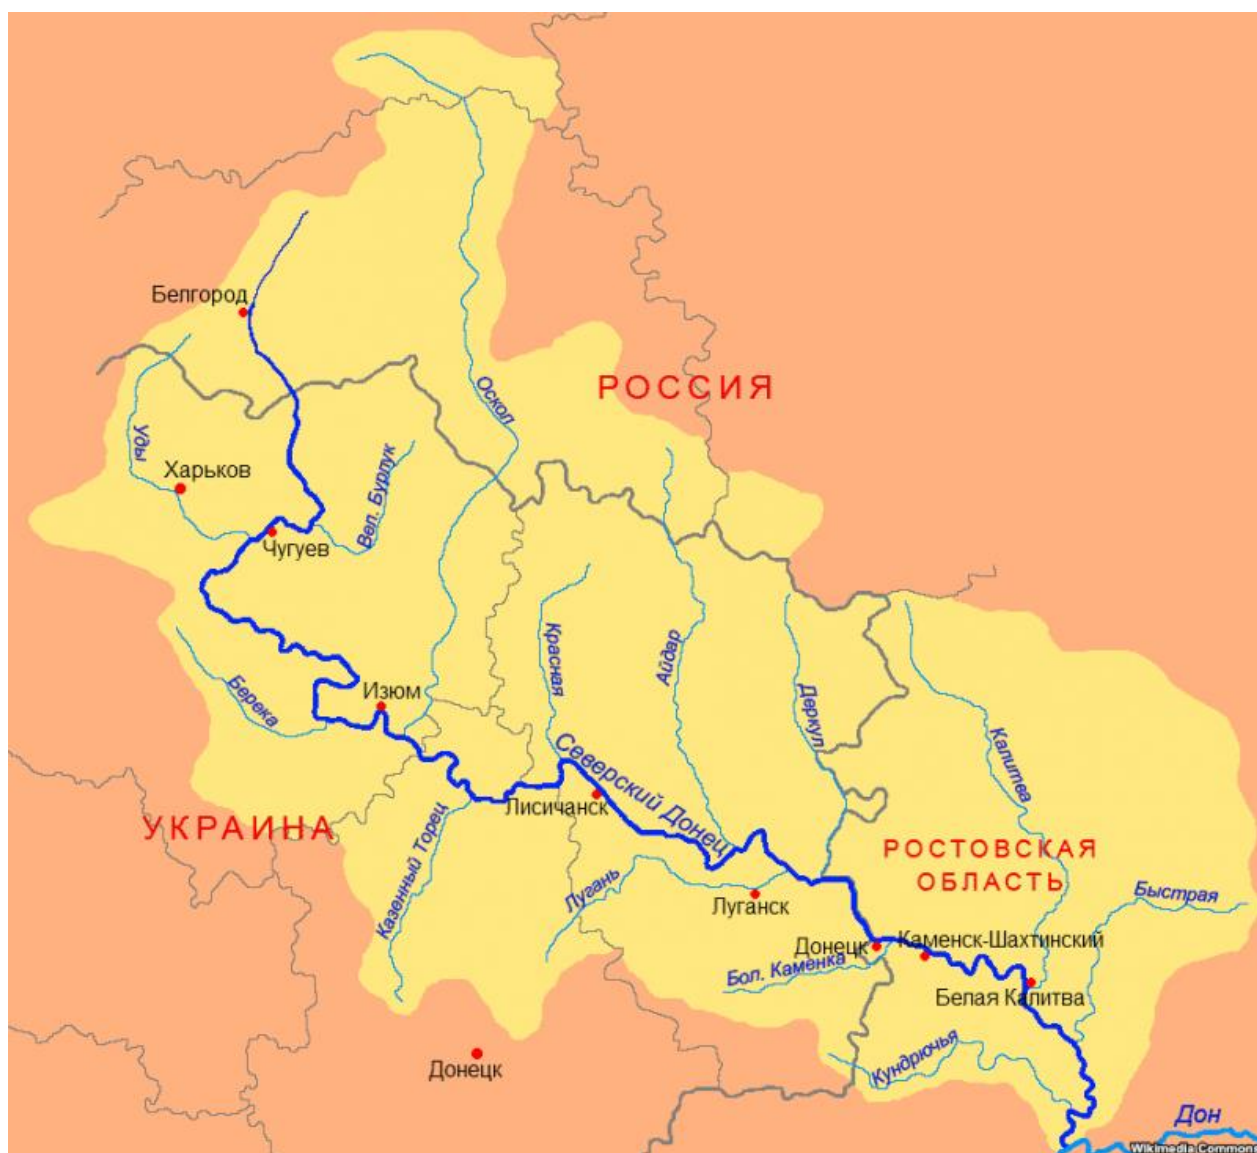 Белгород
РОССИЯ
Оскол
Уды
Харьков
Вел. Бурлук
Чугуев
Красная
Айдар
Деркул
Берека
Изюм
Калитва
Северский Донец
Лисичанск
УКРАИНА
Казенный Торец
РОСТОВСКАЯ
ОБЛАСТЬ
Лугань
Луганск
Быстрая
Донецк
Каменск-Шахтинский
Бол. Каменка
Белая Калитва
Донецк
Кундрючья
Дон
Wikimedia Commons